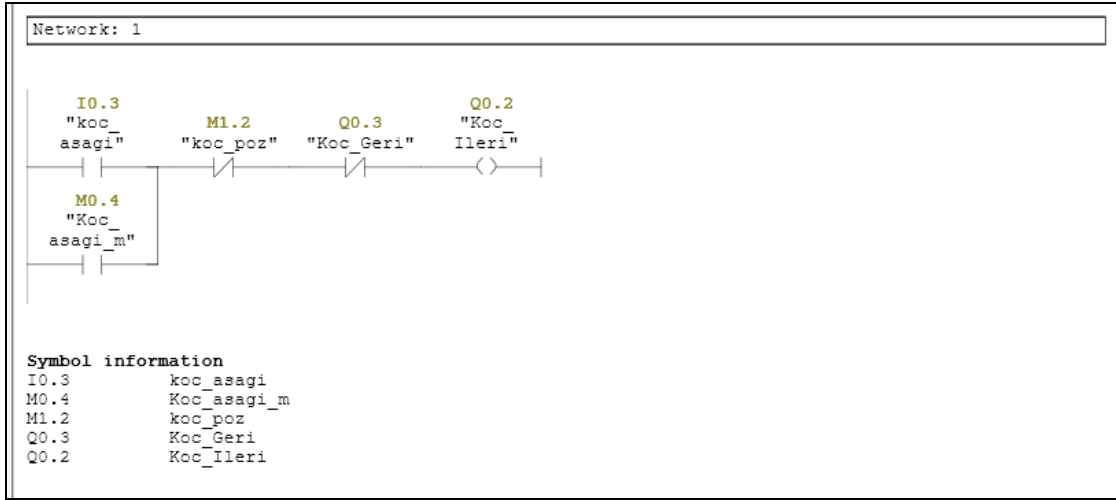 Network: 1
I0.3
"koc_
asagi"
M1.2
"koc_poz"
Q0.3
"Koc_Geri"
Q0.2
"Koc_
Ileri"
M0.4
"Koc_
asagi_m"
Symbol information
I0.3 koc_asagi
M0.4 Koc_asagi_m
M1.2 koc_poz
Q0.3 Koc_Geri
Q0.2 Koc_Ileri